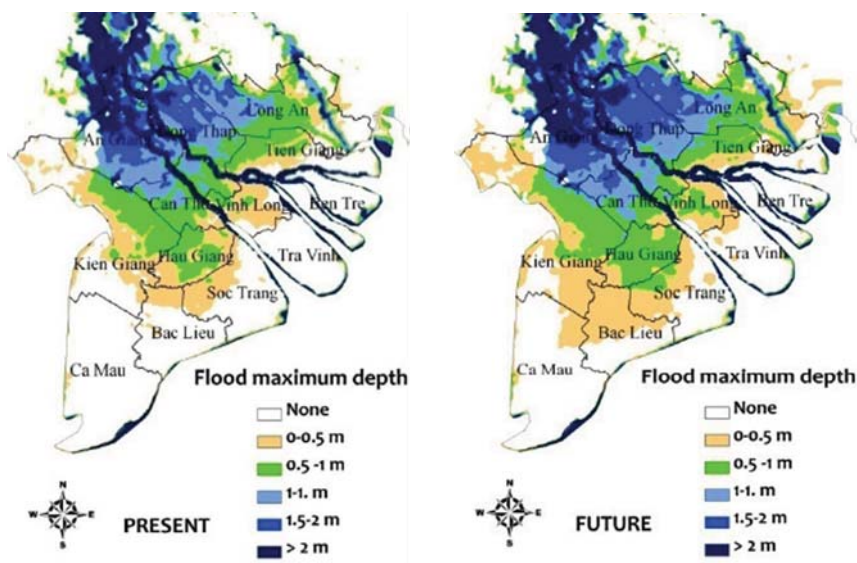 Long An
An Giang
Dong Thap
Tien Giang
Can Tho
Vinh Long
Ben Tre
Kien Giang
Hau Giang
Tra Vinh
Soc Trang
Bac Lieu
Ca Mau
Flood maximum depth
None
0-0.5 m
0.5 -1 m
1-1. m
1.5-2 m
> 2 m
N
W E
S
PRESENT
Long An
An Giang
Dong Thap
Tien Giang
Can Tho
Vinh Long
Ben Tre
Kien Giang
Hau Giang
Tra Vinh
Soc Trang
Bac Lieu
Ca Mau
Flood maximum depth
None
0-0.5 m
0.5 -1 m
1-1. m
1.5-2 m
> 2 m
N
W E
S
FUTURE